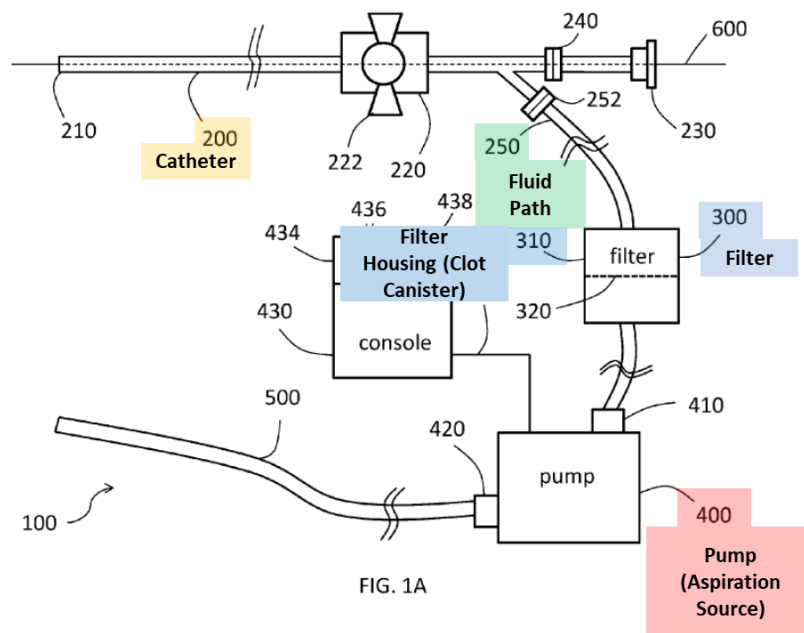 240
600
210
200
Catheter
222
220
250
252
230
Fluid
Path
436
438
434
Filter
Housing (Clot
Canister)
310
filter
300
Filter
320
430
console
500
420
410
pump
100
400
Pump
(Aspiration
Source)
FIG. 1A